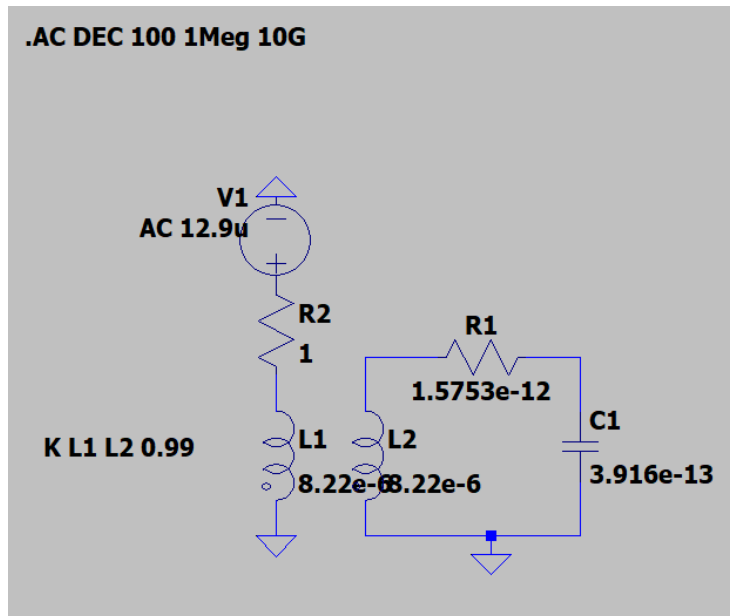 .AC DEC 100 1Meg 10G
V1
AC 12.9u
R2
1
R1
1.5753e-12
C1
3.916e-13
K L1 L2 0.99
L1
8.22e-6
L2
8.22e-6